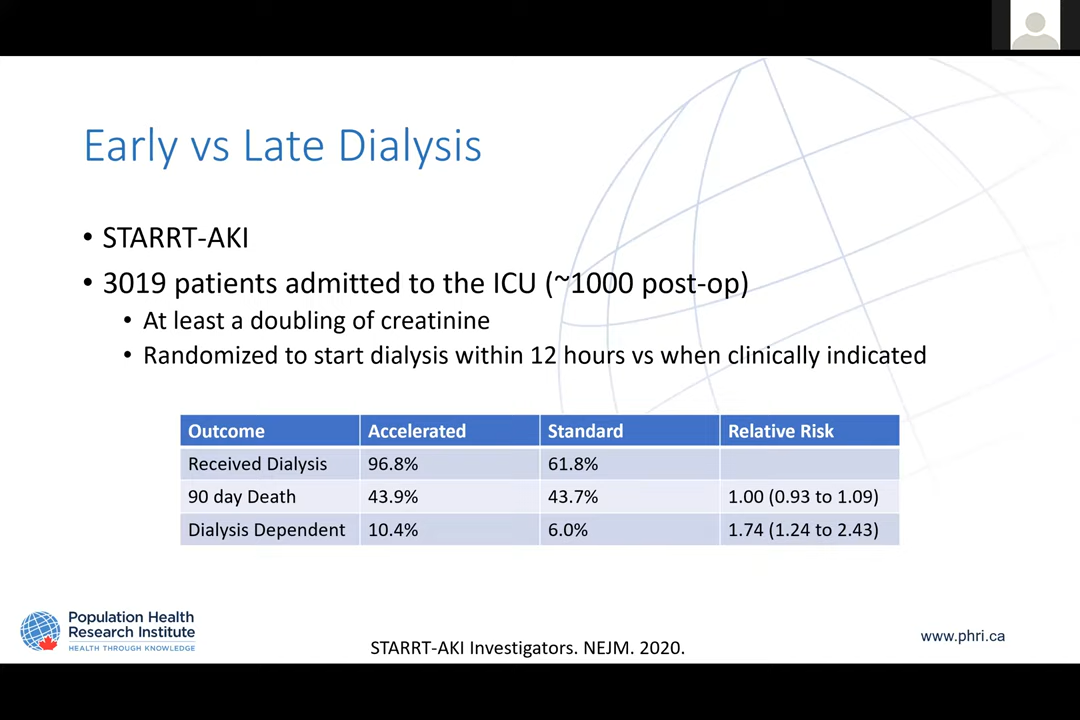 Early vs Late Dialysis
• STARRT-AKI
• 3019 patients admitted to the ICU (~1000 post-op)
• At least a doubling of creatinine
• Randomized to start dialysis within 12 hours vs when clinically indicated
Outcome Accelerated Standard Relative Risk
Received Dialysis 96.8% 61.8%
90 day Death 43.9% 43.7% 1.00 (0.93 to 1.09)
Dialysis Dependent 10.4% 6.0% 1.74 (1.24 to 2.43)
Population Health
Research Institute
HEALTH THROUGH KNOWLEDGE
STARRT-AKI Investigators. NEJM. 2020.
www.phri.ca